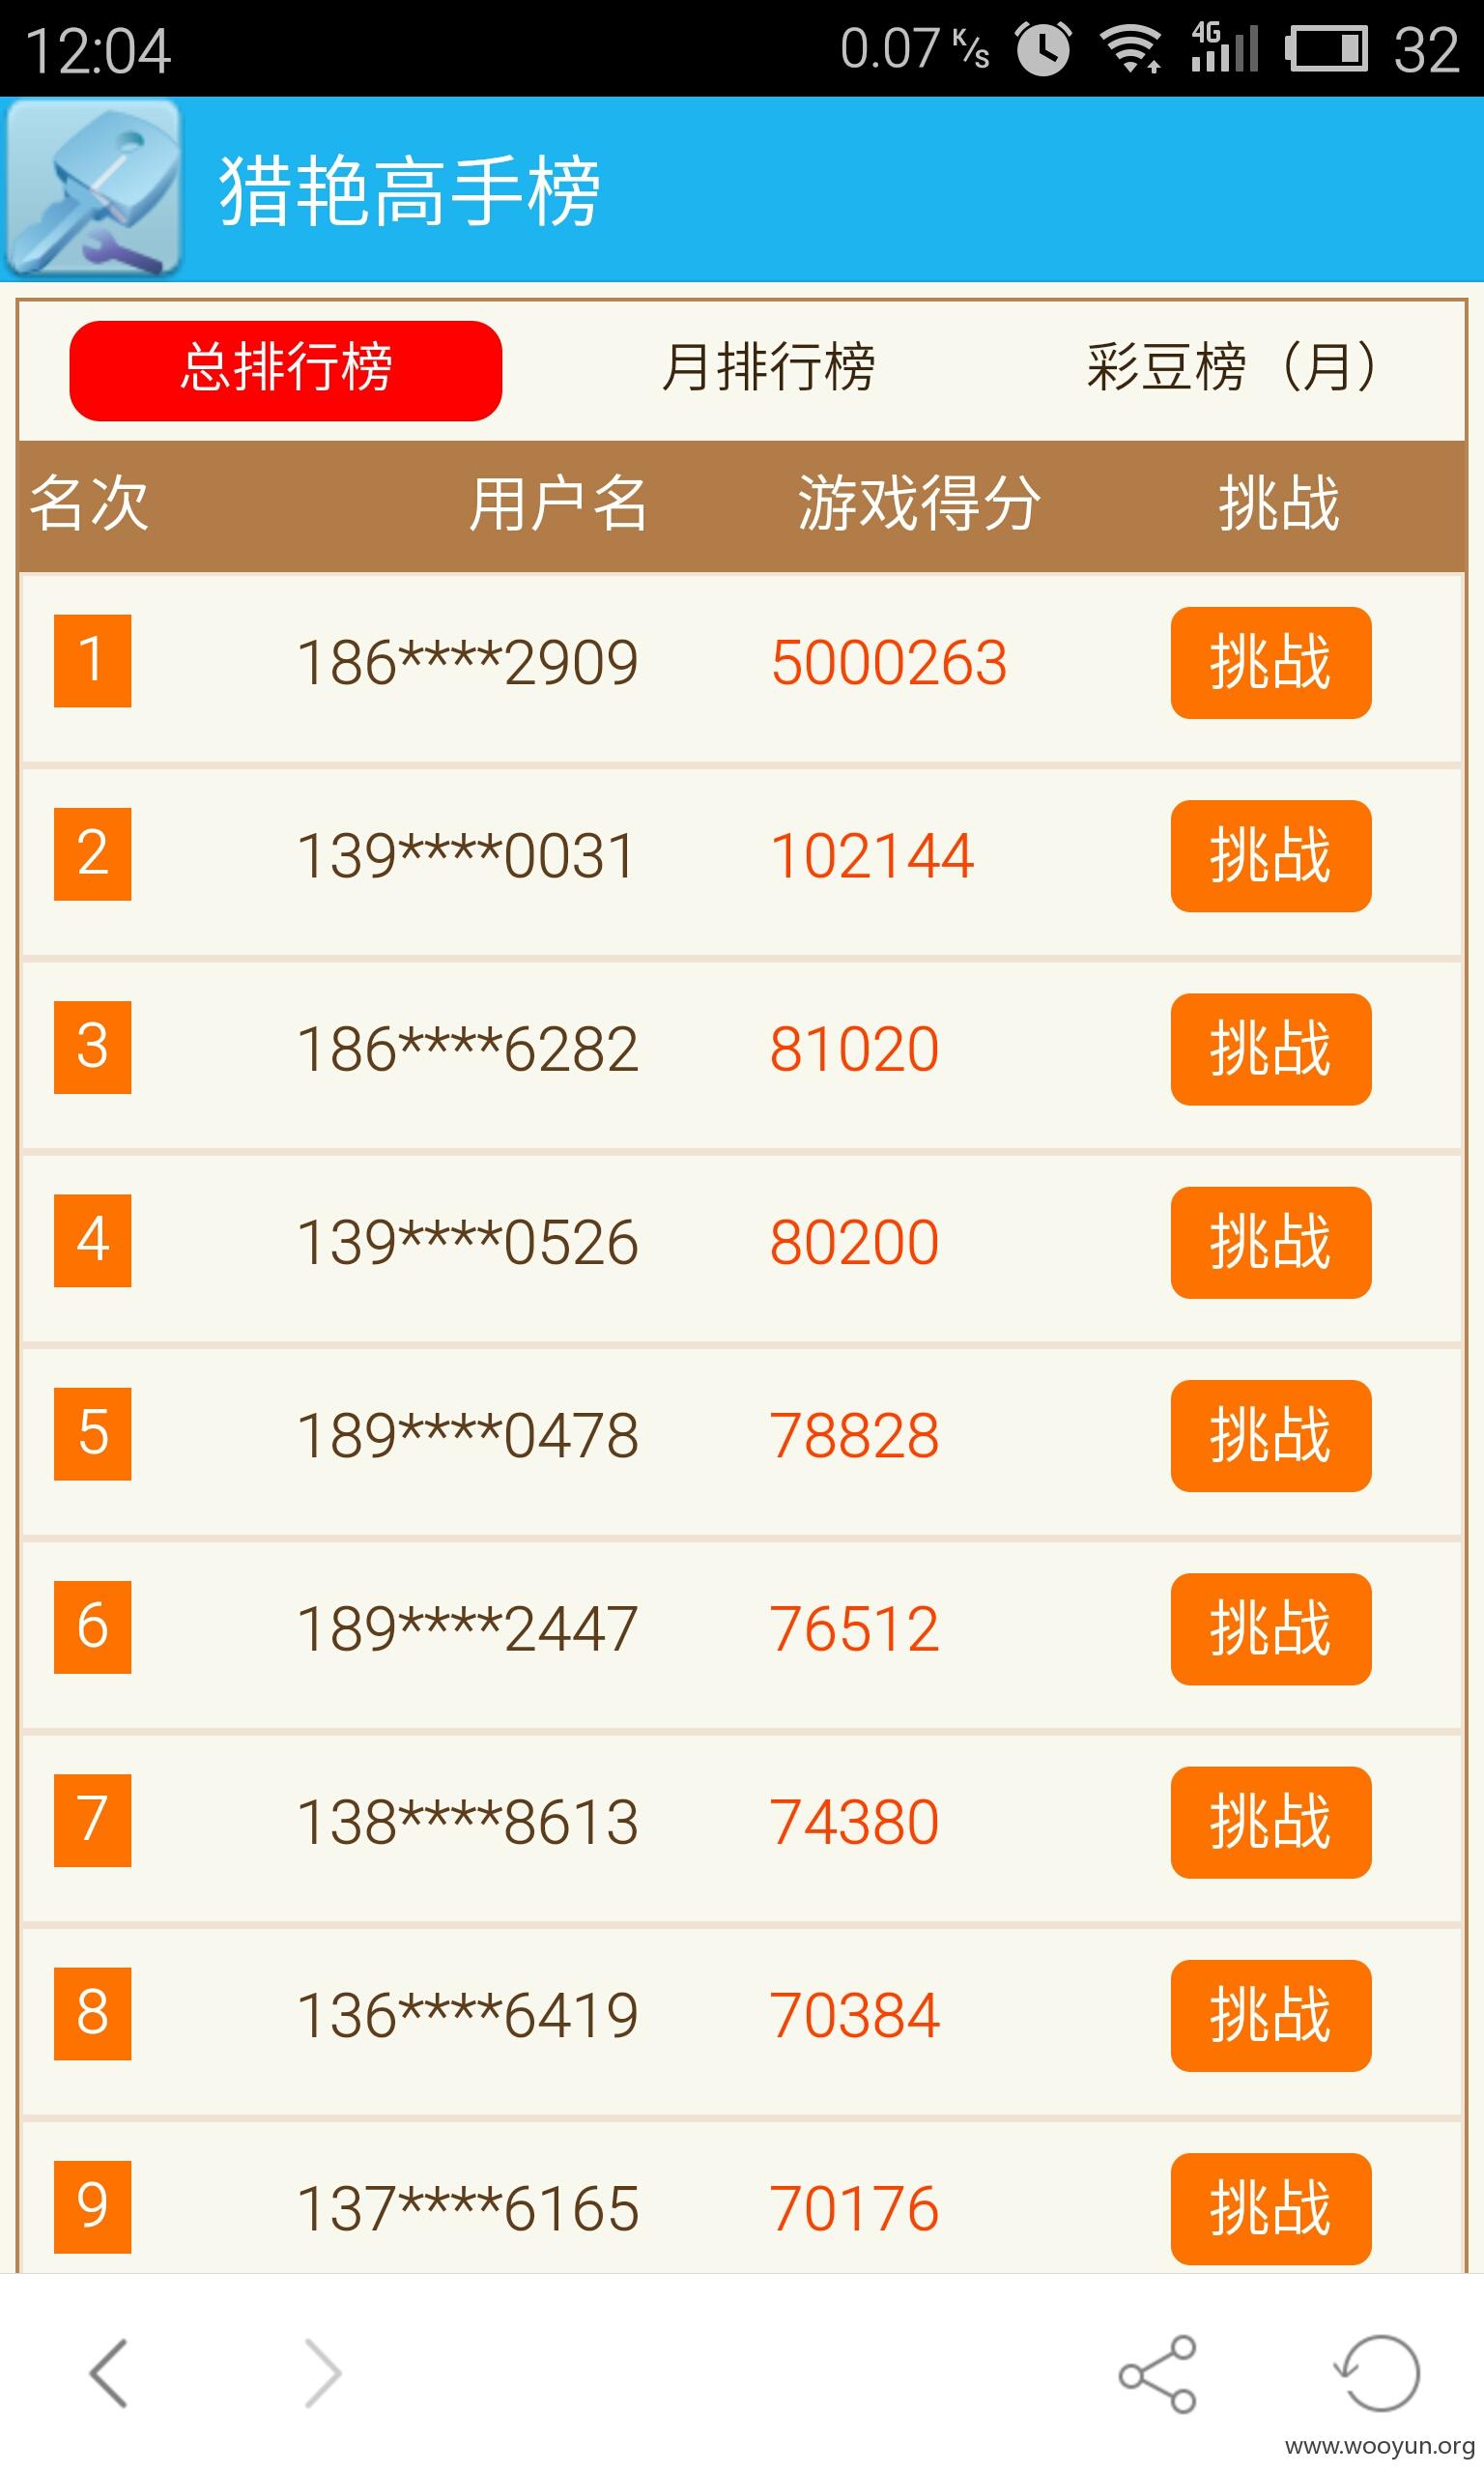 12:04 0.07 K/s 4G 32
猎艳高手榜
总排行榜 月排行榜 彩豆榜（月）
名次 用户名 游戏得分 挑战
1 186****2909 5000263 挑战
2 139****0031 102144 挑战
3 186****6282 81020 挑战
4 139****0526 80200 挑战
5 189****0478 78828 挑战
6 189****2447 76512 挑战
7 138****8613 74380 挑战
8 136****6419 70384 挑战
9 137****6165 70176 挑战
www.wooyun.org